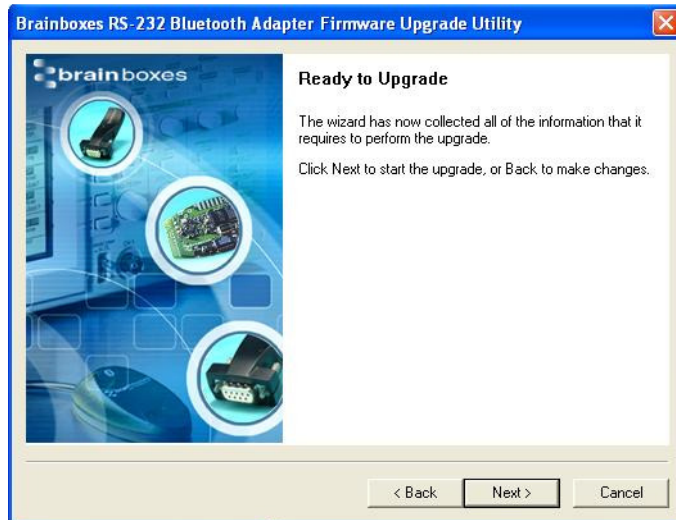 Brainboxes RS-232 Bluetooth Adapter Firmware Upgrade Utility
brainboxes
Ready to Upgrade
The wizard has now collected all of the information that it
requires to perform the upgrade.
Click Next to start the upgrade, or Back to make changes.
< Back
Next >
Cancel